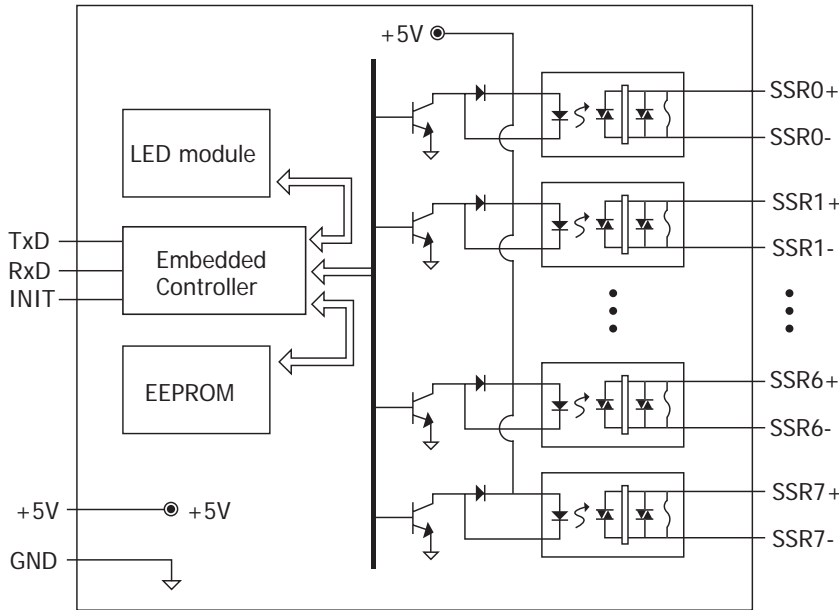 +5V
SSR0+
SSR0-
LED module
SSR1+
SSR1-
TxD
RxD
INIT
Embedded
Controller
EEPROM
SSR6+
SSR6-
SSR7+
SSR7-
+5V
+5V
GND